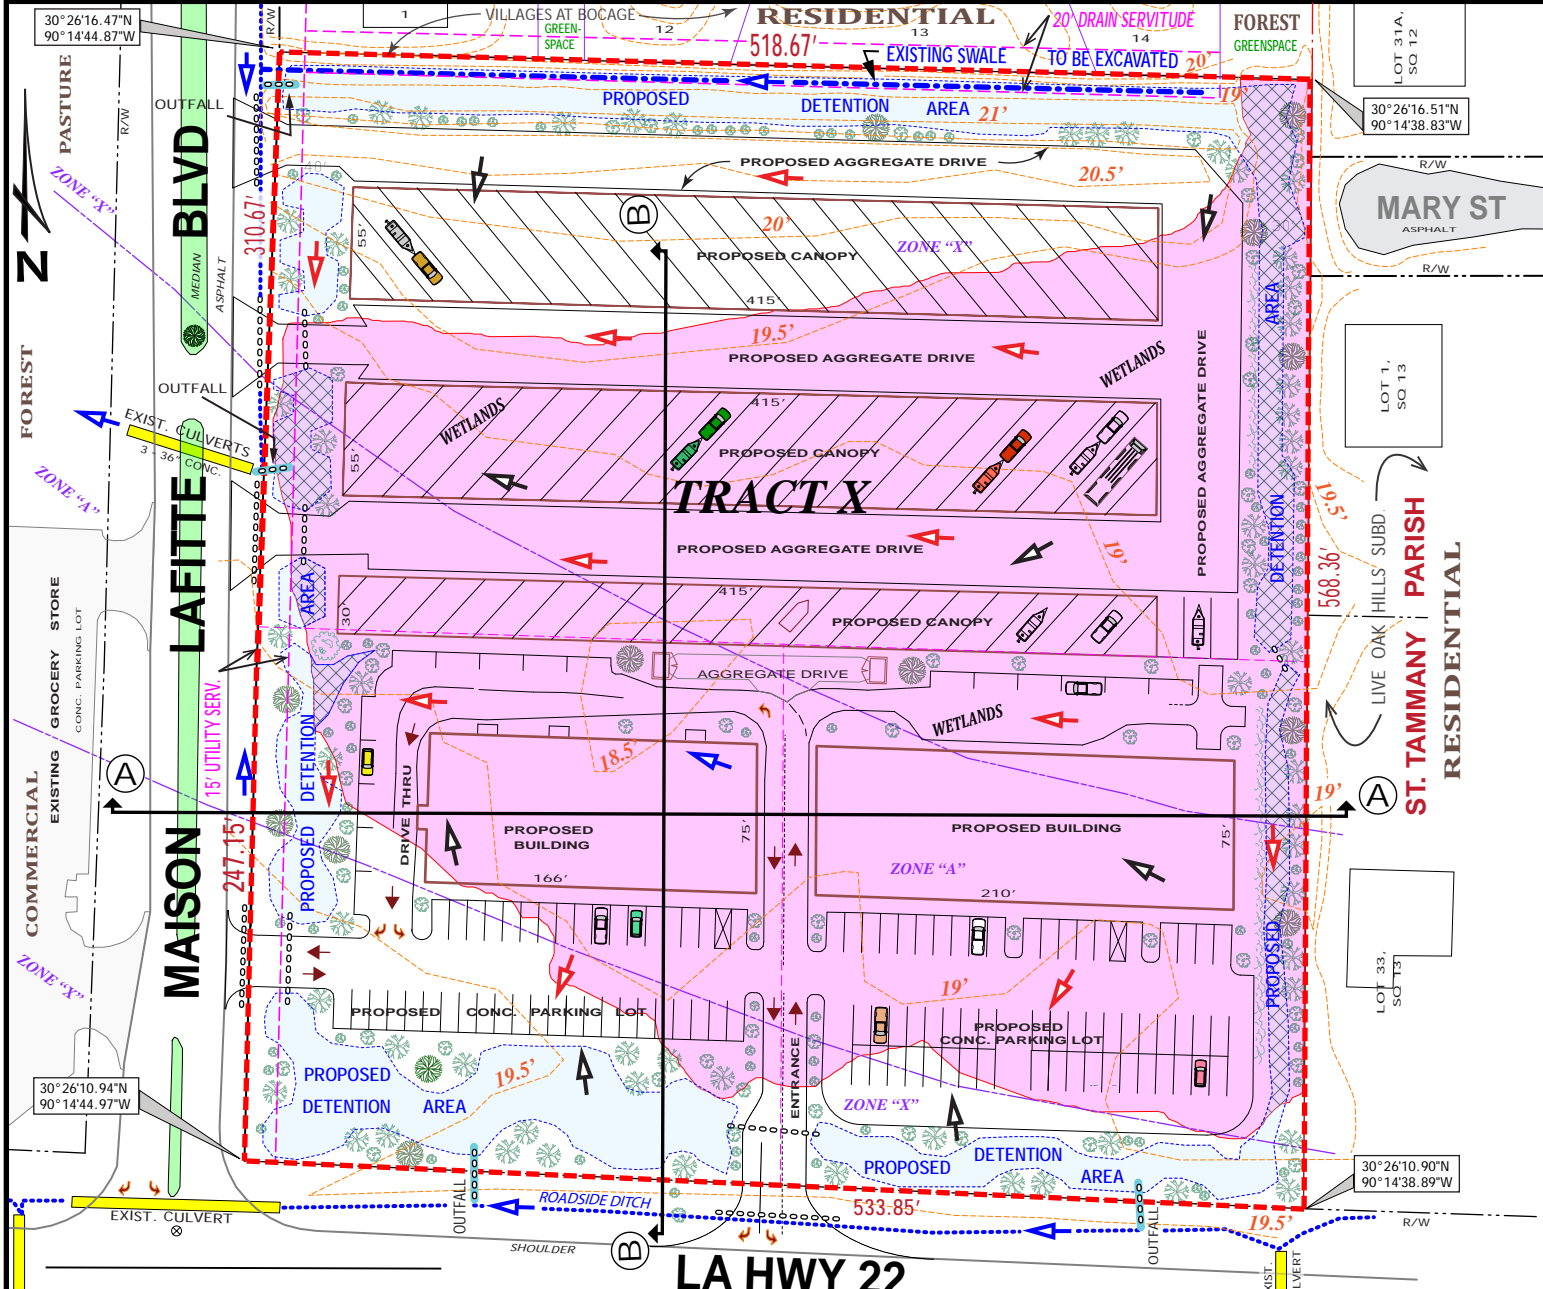 30°26'16.47"N
90°14'44.87"W
R/W
1
VILLAGES AT BOCAGE
GREEN-
SPACE
12
RESIDENTIAL
13
20' DRAIN SERVITUDE
14
FOREST
GREENSPACE
LOT 31A,
SQ 12
518.67'
EXISTING SWALE
TO BE EXCAVATED
20'
19'
PASTURE
R/W
OUTFALL
R/W
PROPOSED
DETENTION
AREA
21'
30°26'16.51"N
90°14'38.83"W
ZONE "X"
BLVD
40'
PROPOSED AGGREGATE DRIVE
20.5'
R/W
MARY ST
ASPHALT
R/W
N
310.67'
MEDIAN
ASPHALT
55'
B
20'
PROPOSED CANOPY
ZONE "X"
415'
AREA
19.5'
PROPOSED AGGREGATE DRIVE
WETLANDS
PROPOSED AGGREGATE DRIVE
FOREST
OUTFALL
EXIST. CULVERTS
3 - 36" CONC.
WETLANDS
415'
55'
PROPOSED CANOPY
TRACT X
LOT 1,
SQ 13
ZONE "A"
LAFITTE
PROPOSED AGGREGATE DRIVE
19'
DETENTION
19.5'
568.36'
LIVE OAK HILLS SUBD.
ST. TAMMANY PARISH
RESIDENTIAL
EXISTING GROCERY STORE
CONC. PARKING LOT
AREA
30'
415'
PROPOSED CANOPY
AGGREGATE DRIVE
15' UTILITY SERV.
DETENTION
WETLANDS
18.5'
COMMERCIAL
A
DRIVE THRU
PROPOSED
BUILDING
75'
PROPOSED BUILDING
75'
19'
A
247.15'
PROPOSED
166'
ZONE "A"
210'
MAISON
ZONE "X"
19'
PROPOSED
LOT 33,
SQ 13
PROPOSED CONC. PARKING LOT
PROPOSED
CONC. PARKING LOT
30°26'10.94"N
90°14'44.97"W
PROPOSED
DETENTION AREA
19.5'
ENTRANCE
ZONE "X"
PROPOSED
DETENTION
AREA
30°26'10.90"N
90°14'38.89"W
EXIST. CULVERT
OUTFALL
ROADSIDE DITCH
533.85'
OUTFALL
19.5'
R/W
SHOULDER
B
LA HWY 22